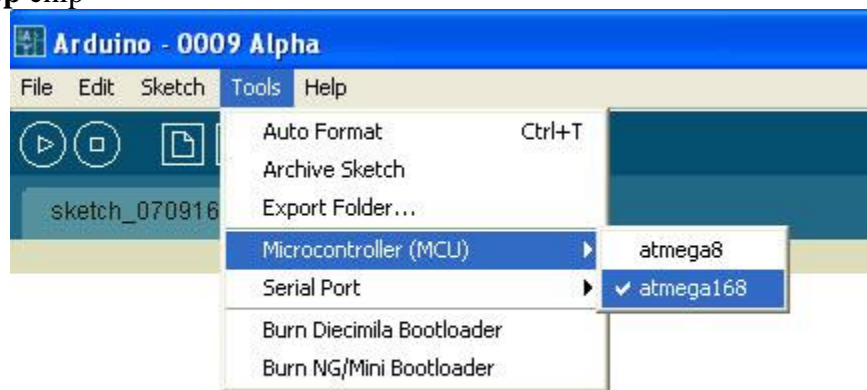 chip
Arduino - 0009 Alpha
File Edit Sketch Tools Help
Auto Format Ctrl+T
Archive Sketch
sketch_070916
Export Folder...
Microcontroller (MCU)
atmega8
Serial Port
atmega168
Burn Diecimila Bootloader
Burn NG/Mini Bootloader